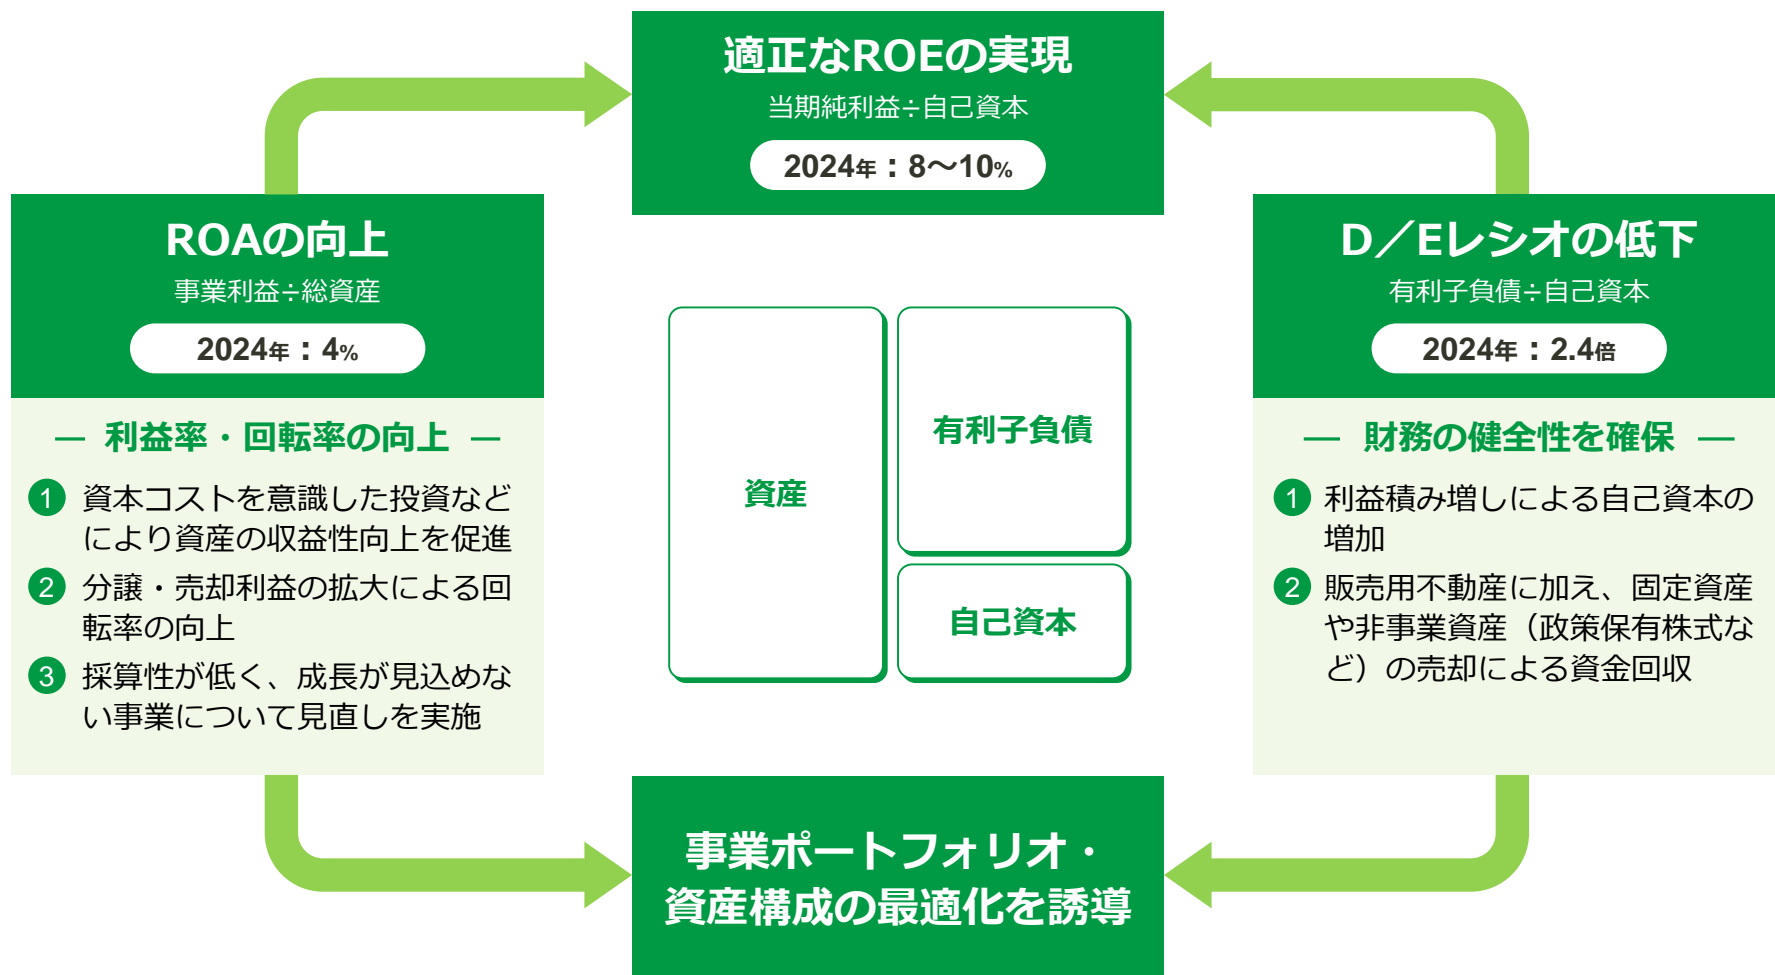 適正なROEの実現
当期純利益÷自己資本
2024年：8～10%
ROAの向上
事業利益÷総資産
2024年：4%
― 利益率・回転率の向上 ―
1 資本コストを意識した投資など
により資産の収益性向上を促進
2 分譲・売却利益の拡大による回
転率の向上
3 採算性が低く、成長が見込めな
い事業について見直しを実施
資産
有利子負債
自己資本
D／Eレシオの低下
有利子負債÷自己資本
2024年：2.4倍
― 財務の健全性を確保 ―
1 利益積み増しによる自己資本の
増加
2 販売用不動産に加え、固定資産
や非事業資産（政策保有株式な
ど）の売却による資金回収
事業ポートフォリオ・
資産構成の最適化を誘導